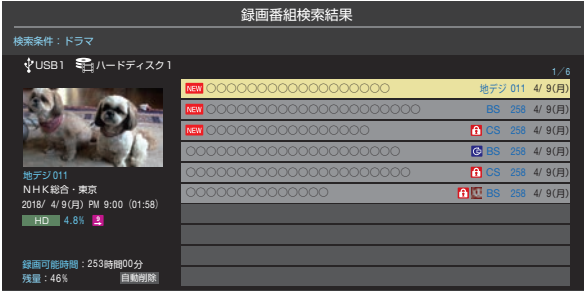 録画番組検索結果
検索条件：ドラマ
USB1 ハードディスク1
1／6
NEW ○○○○○○○○○○○○○○○○○○ 地デジ 011 4/ 9(月)
NEW ○○○○○○○○○○○○○○○○○○○○○ BS 258 4/ 9(月)
NEW ○○○○○○○○○○○○○○○○ CS 258 4/ 9(月)
○○○○○○○○○○○○○○○○○○○○○ BS 258 4/ 9(月)
○○○○○○○○○○○○○○○○○○○○○○ CS 258 4/ 9(月)
○○○○○○○○○○○○○○ BS 258 4/ 9(月)
地デジ 011
NHK総合・東京
2018/ 4/ 9(月) PM 9:00 (01:58)
HD 4.8%
録画可能時間：253時間00分
残量：46% 自動削除